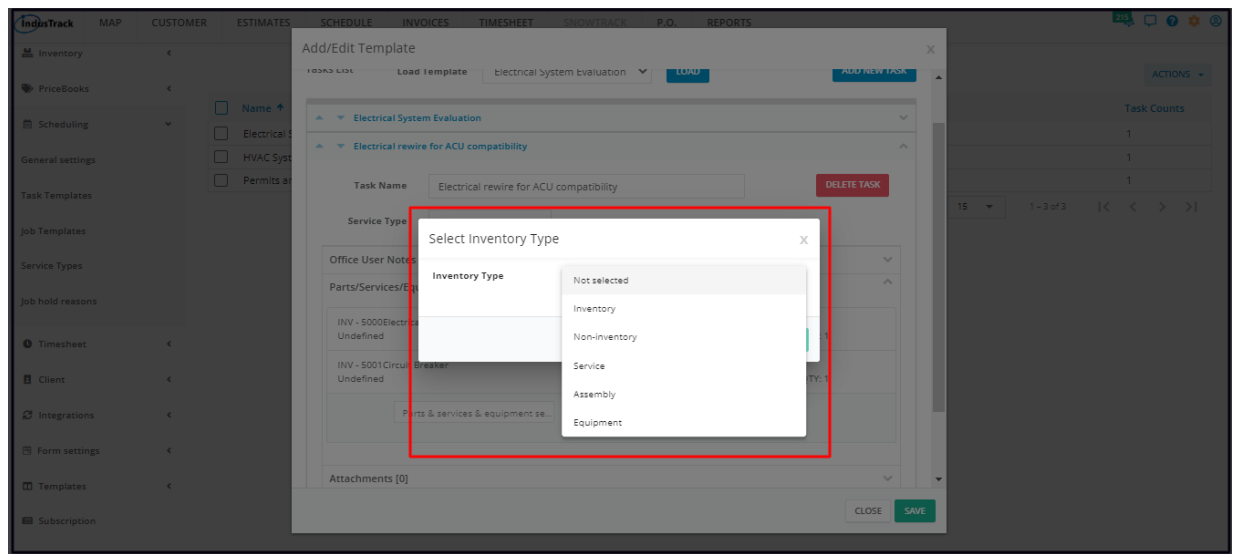 IndusTrack MAP CUSTOMER ESTIMATES SCHEDULE INVOICES TIMESHEET SNOWTRACK P.O. REPORTS
Add/Edit Template X
Inventory
Tasks List Load Template Electrical System Evaluation LOAD ADD NEW TASK
ACTIONS
PriceBooks
Name Task Counts
Electrical System Evaluation
Scheduling
Electrical S 1
Electrical rewire for ACU compatibility
General settings
HVAC Syst 1
Permits an 1
Task Name Electrical rewire for ACU compatibility DELETE TASK
Task Templates
15 1 – 3 of 3 |< < > >|
Service Type
Job Templates
Select Inventory Type X
Office User Notes
Service Types
Inventory Type Not selected
Parts/Services/Equ
Job hold reasons
Inventory
INV - 5000Electrica
Undefined
Non-inventory
Timesheet
INV - 5001Circuit Breaker
Service
Undefined QTY: 1
Client
Assembly
Integrations
Parts & services & equipment se...
Equipment
Form settings
Attachments [0]
Templates
CLOSE SAVE
Subscription